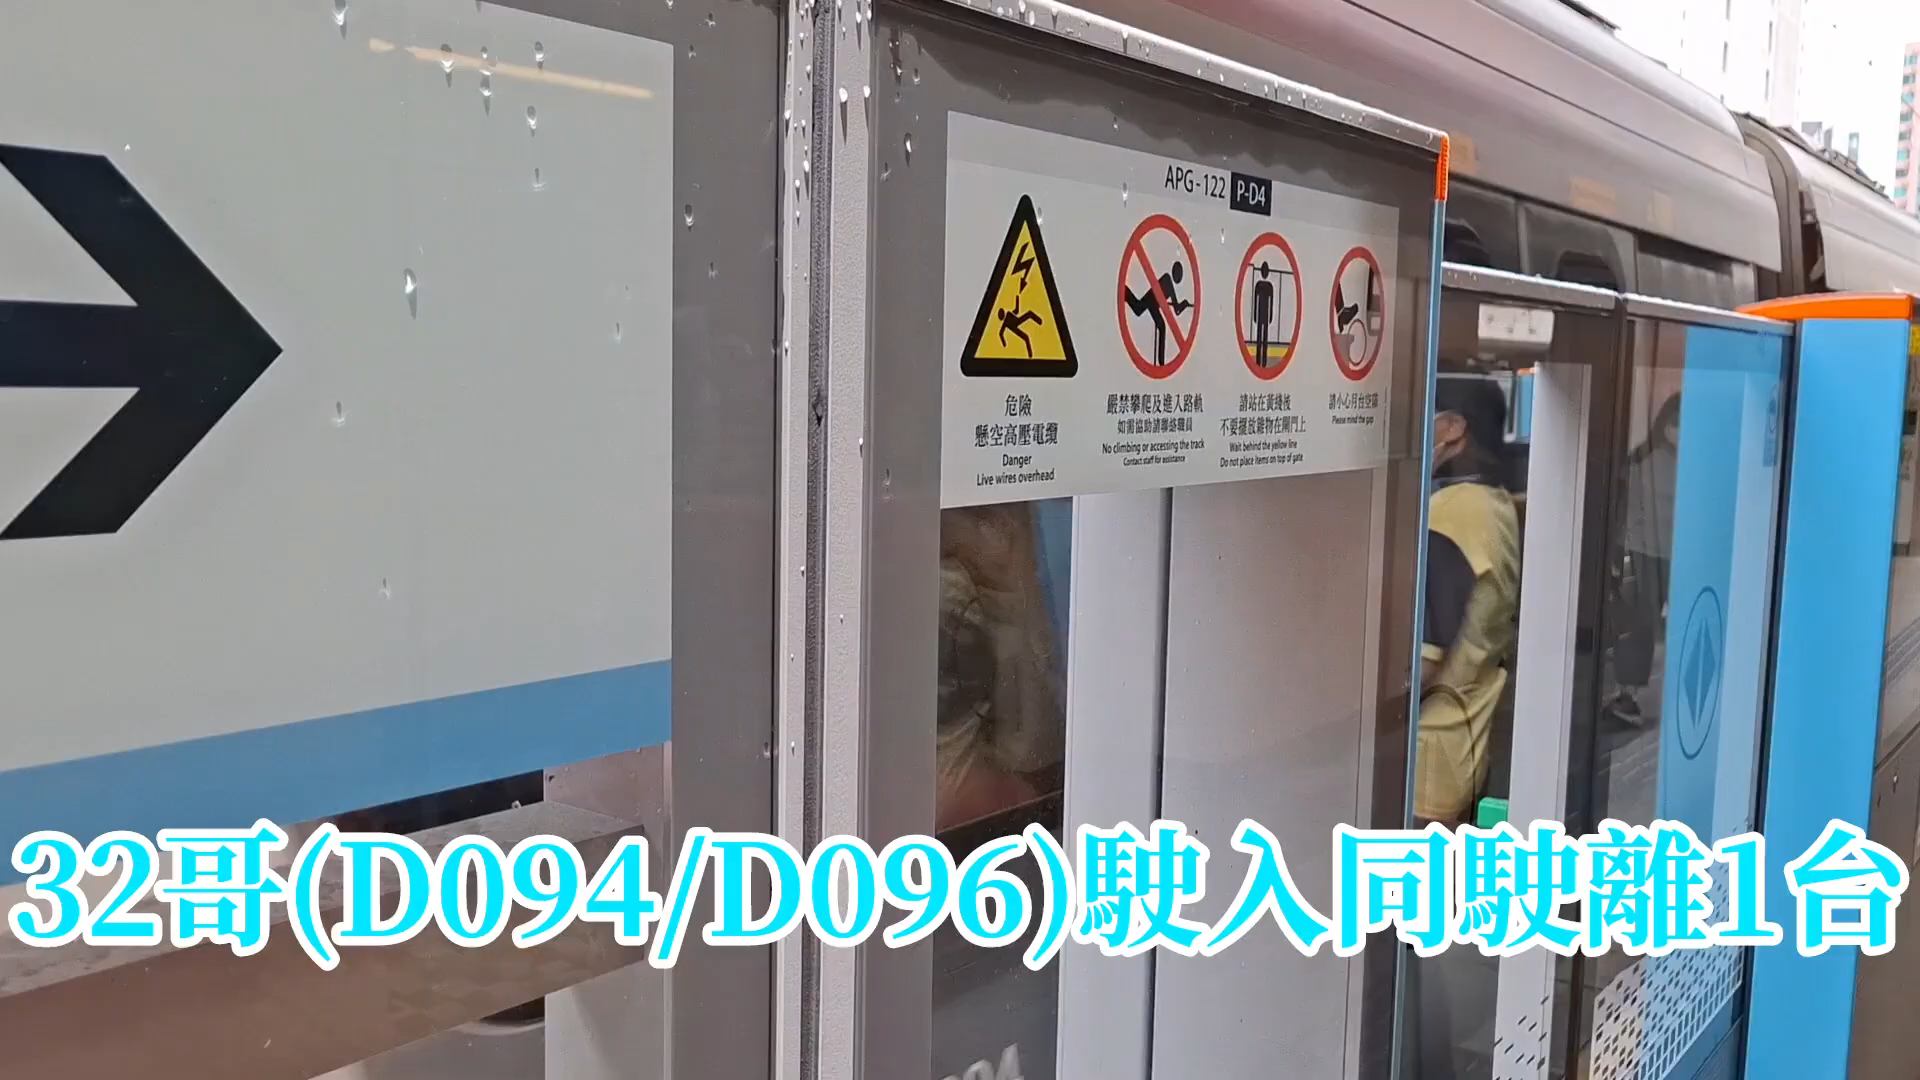 APG-122 P-D4
危險
懸空高壓電纜
Danger
Live wires overhead
嚴禁攀爬及進入路軌
如需協助請聯絡職員
No climbing or accessing the track
Contact staff for assistance
請站在黃綫後
不要擺放雜物在閘門上
Wait behind the yellow line
Do not place items on top of gate
請小心月台空隙
Please mind the gap
32哥(D094/D096)駛入同駛離1台